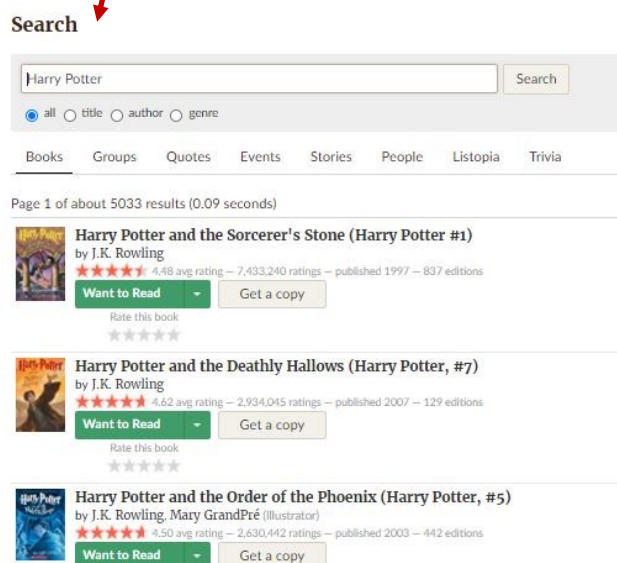 Search
Harry Potter
Search
all title author genre
Books Groups Quotes Events Stories People Listopia Trivia
Page 1 of about 5033 results (0.09 seconds)
Harry Potter
Harry Potter and the Sorcerer's Stone (Harry Potter #1)
by J.K. Rowling
4.48 avg rating — 7,433,240 ratings — published 1997 — 837 editions
Want to Read Get a copy
Rate this book
Harry Potter
Harry Potter and the Deathly Hallows (Harry Potter, #7)
by J.K. Rowling
4.62 avg rating — 2,934,045 ratings — published 2007 — 129 editions
Want to Read Get a copy
Rate this book
Harry Potter
Harry Potter and the Order of the Phoenix (Harry Potter, #5)
by J.K. Rowling, Mary GrandPré (Illustrator)
4.50 avg rating — 2,630,442 ratings — published 2003 — 442 editions
Want to Read Get a copy